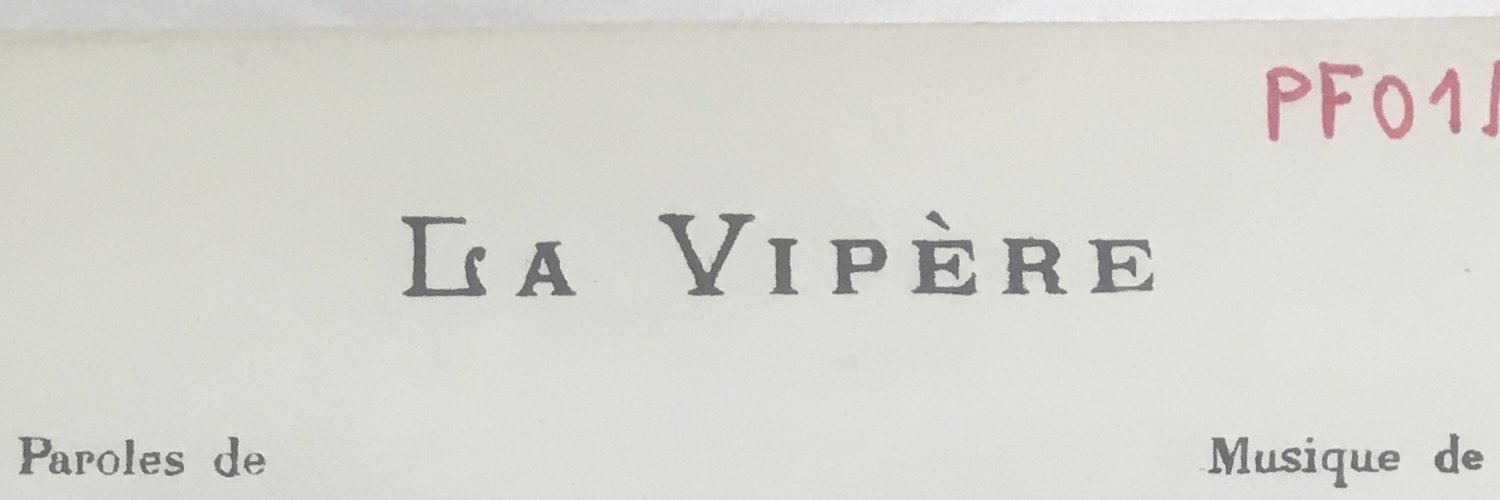 PF01
La Vipère
Paroles de Musique de